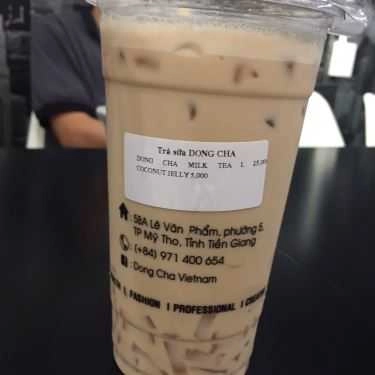 Trà sữa DONG CHA
DONG CHA MILK TEA L 25,000
COCONUT JELLY 5,000
: 58A Lê Văn Phẩm, phường 5,
TP Mỹ Tho, Tỉnh Tiền Giang
: (+84) 971 400 654
: Dong Cha Vietnam
| FASHION | PROFESSIONAL |